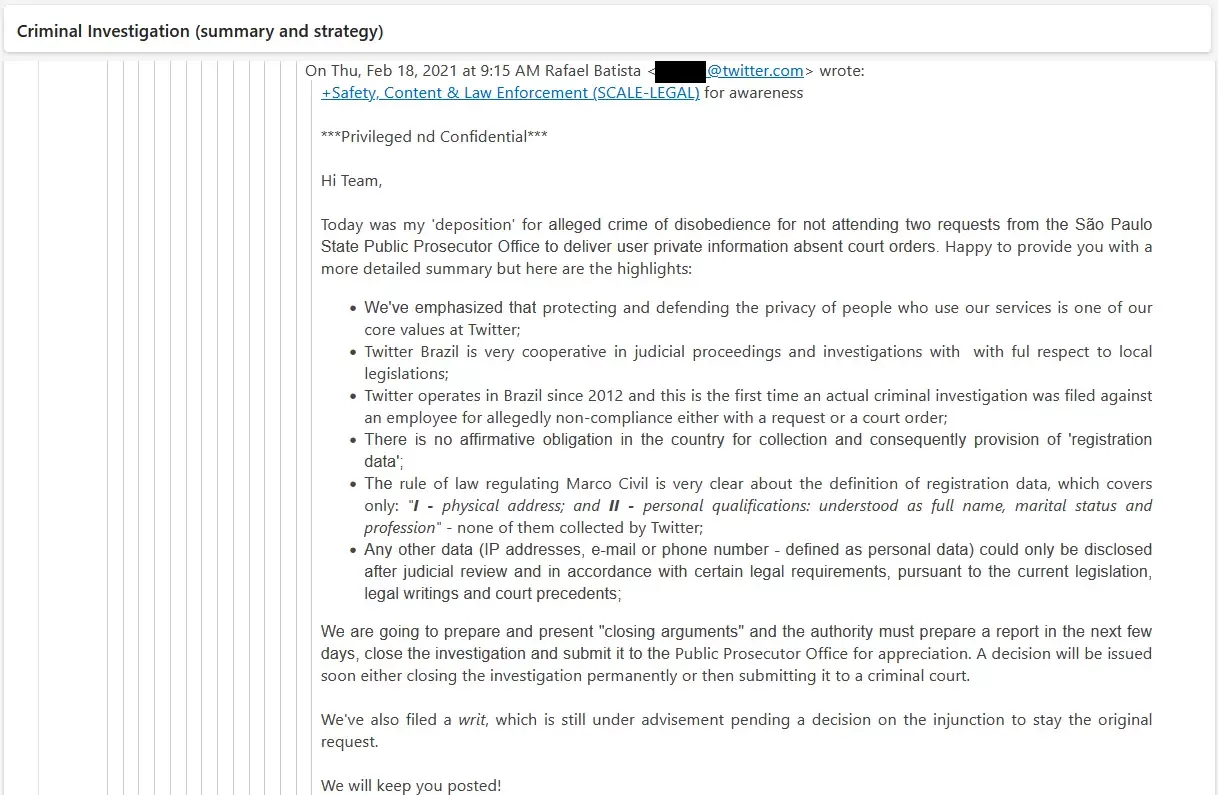 Criminal Investigation (summary and strategy)
On Thu, Feb 18, 2021 at 9:15 AM Rafael Batista < @twitter.com> wrote:
+Safety, Content & Law Enforcement (SCALE-LEGAL) for awareness
***Privileged nd Confidential***
Hi Team,
Today was my 'deposition' for alleged crime of disobedience for not attending two requests from the São Paulo
State Public Prosecutor Office to deliver user private information absent court orders. Happy to provide you with a
more detailed summary but here are the highlights:
• We've emphasized that protecting and defending the privacy of people who use our services is one of our
core values at Twitter;
• Twitter Brazil is very cooperative in judicial proceedings and investigations with with ful respect to local
legislations;
• Twitter operates in Brazil since 2012 and this is the first time an actual criminal investigation was filed against
an employee for allegedly non-compliance either with a request or a court order;
• There is no affirmative obligation in the country for collection and consequently provision of 'registration
data';
• The rule of law regulating Marco Civil is very clear about the definition of registration data, which covers
only: "I - physical address; and II - personal qualifications: understood as full name, marital status and
profession" - none of them collected by Twitter;
• Any other data (IP addresses, e-mail or phone number - defined as personal data) could only be disclosed
after judicial review and in accordance with certain legal requirements, pursuant to the current legislation,
legal writings and court precedents;
We are going to prepare and present "closing arguments" and the authority must prepare a report in the next few
days, close the investigation and submit it to the Public Prosecutor Office for appreciation. A decision will be issued
soon either closing the investigation permanently or then submitting it to a criminal court.
We've also filed a writ, which is still under advisement pending a decision on the injunction to stay the original
request.
We will keep you posted!